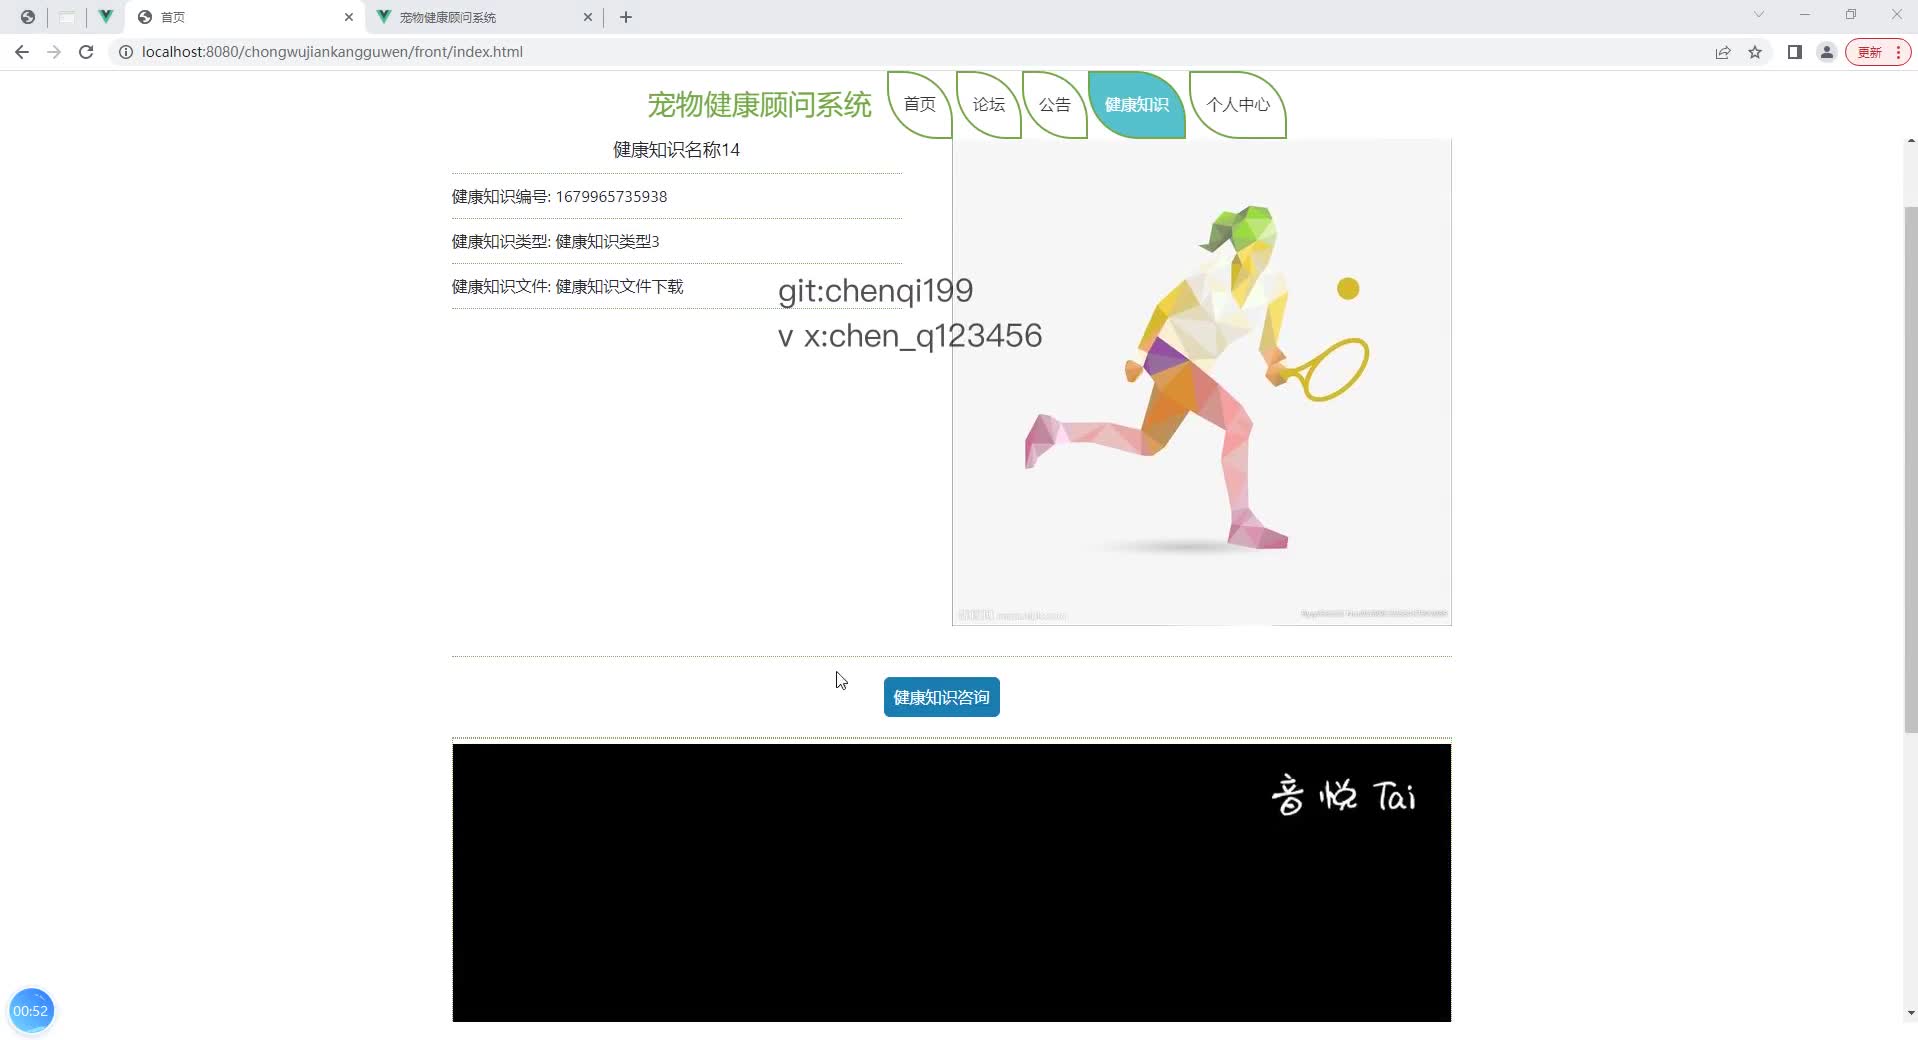 首页
宠物健康顾问系统
localhost:8080/chongwujiankangguwen/front/index.html
更新
宠物健康顾问系统
首页
论坛
公告
健康知识
个人中心
健康知识名称14
健康知识编号: 1679965735938
健康知识类型: 健康知识类型3
健康知识文件: 健康知识文件下载
git:chenqi199
v x:chen_q123456
健康知识咨询
音悦Tai
00:52